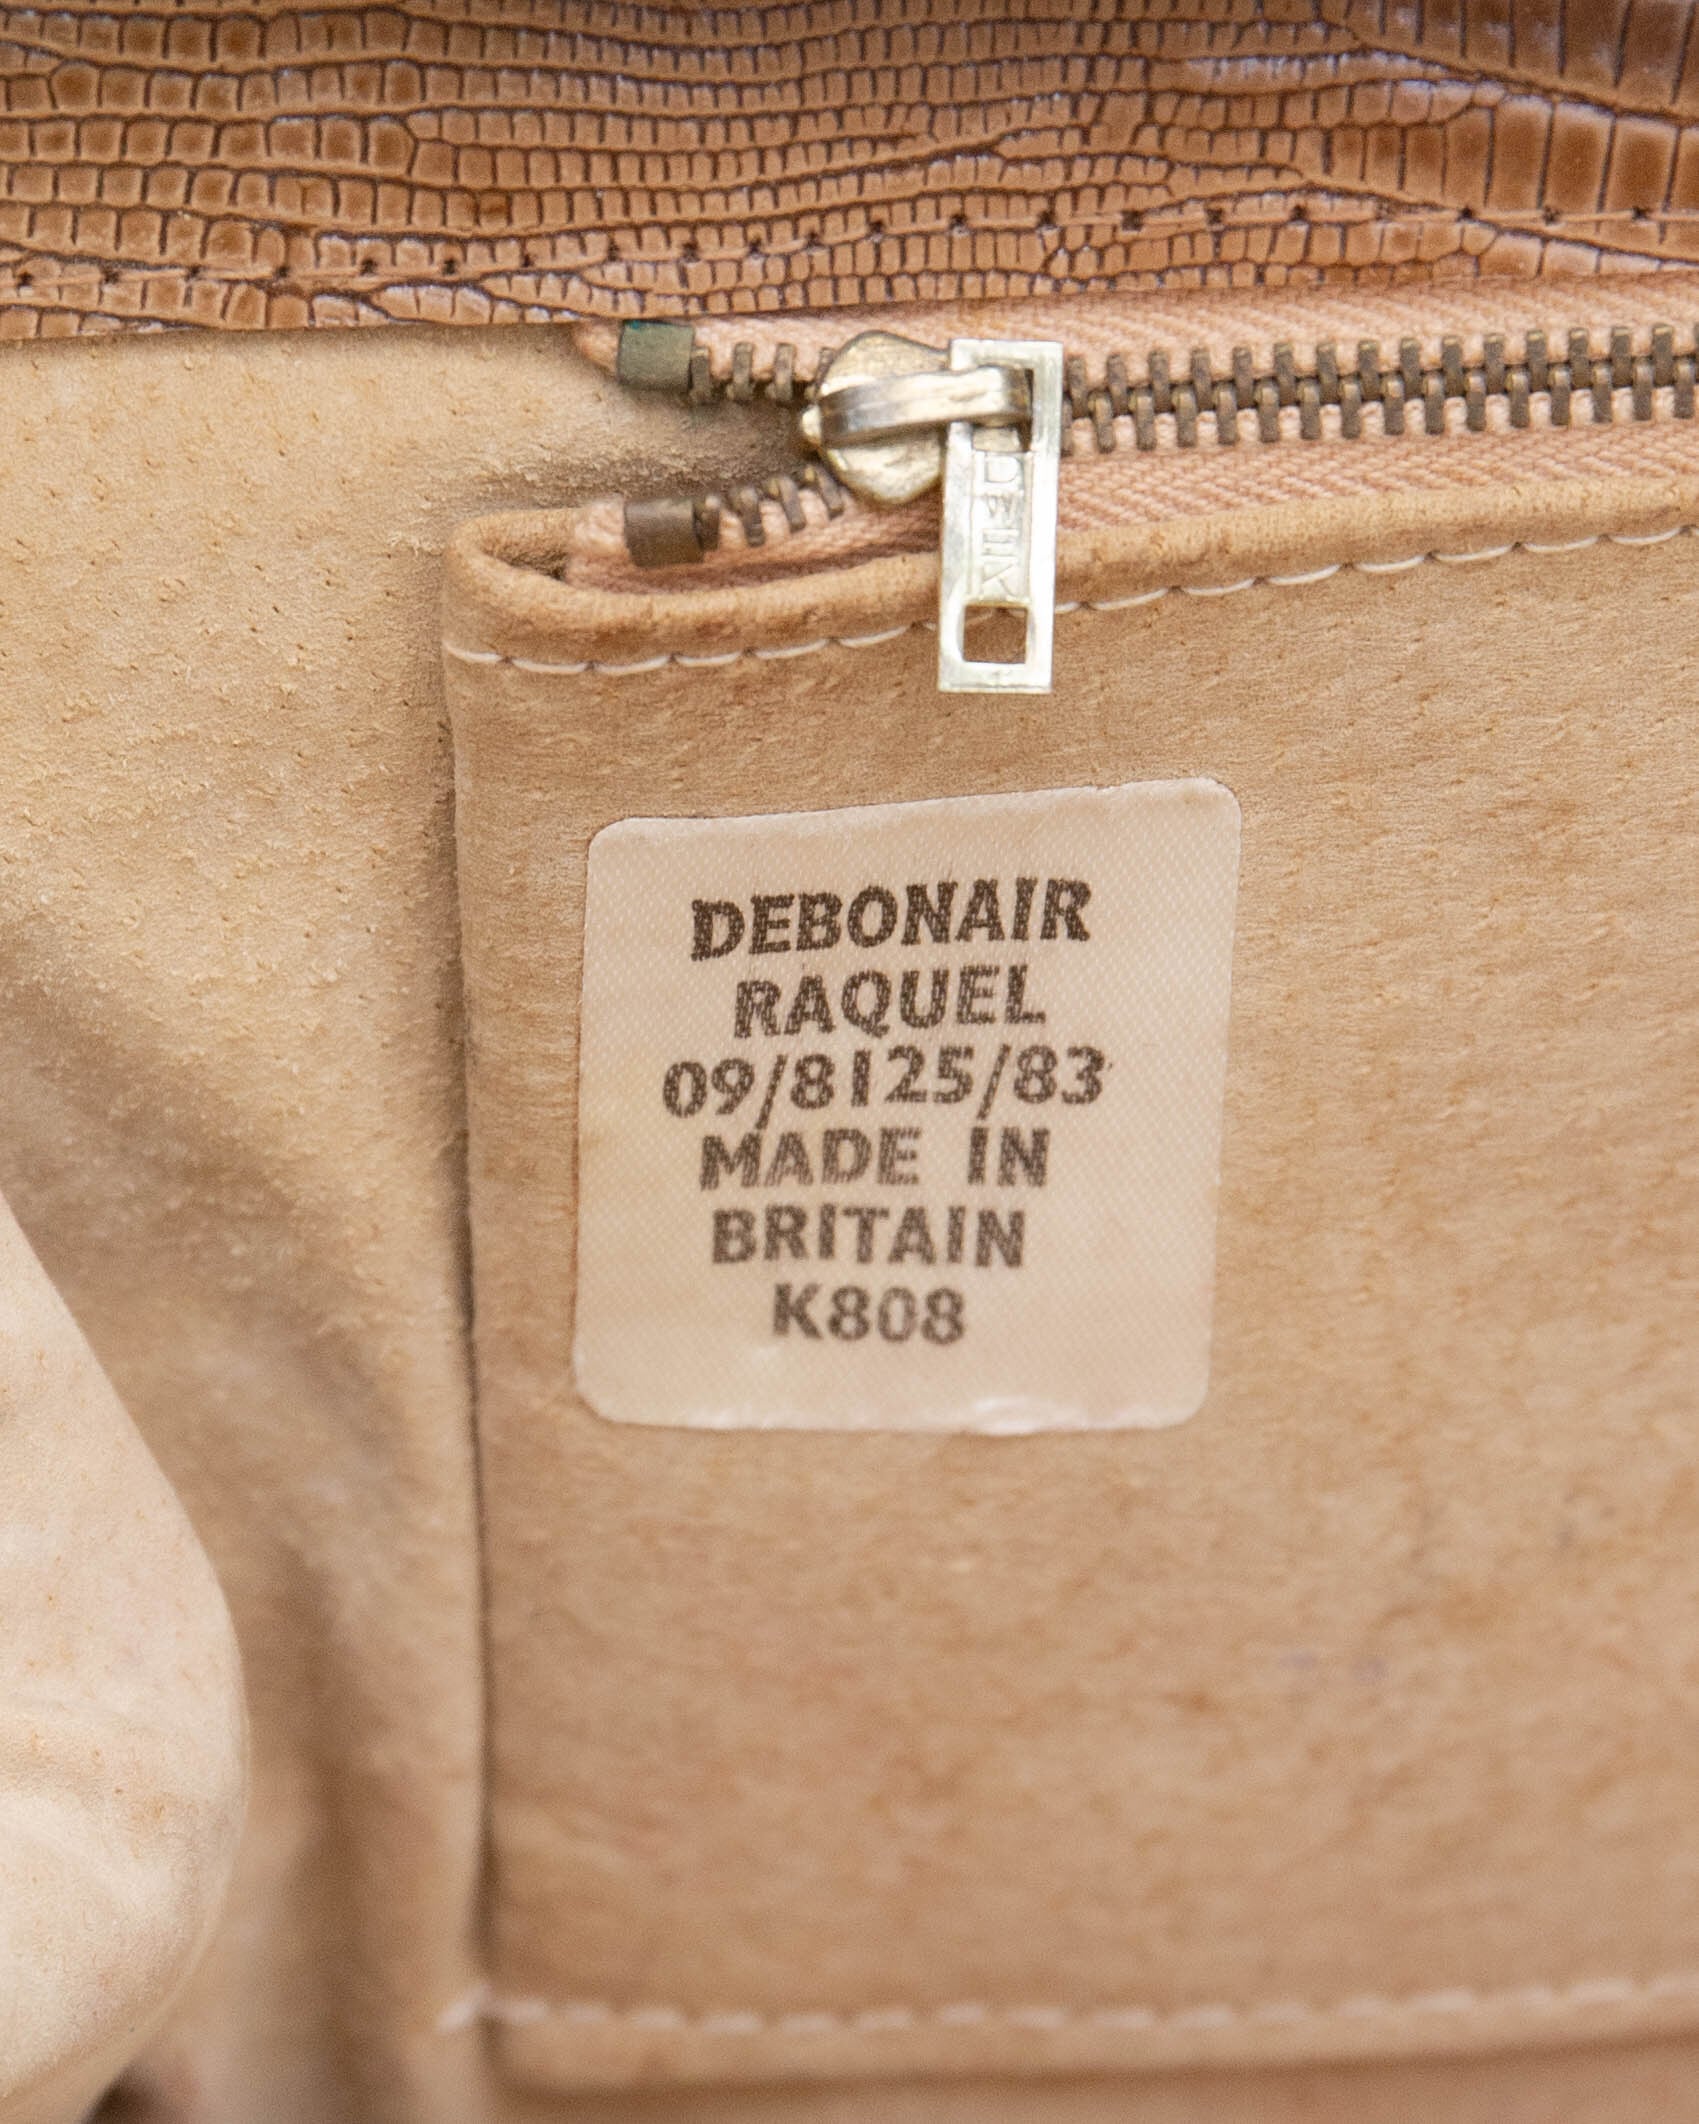 DEBONAIR
RAQUEL
09/8125/83
MADE IN
BRITAIN
K808